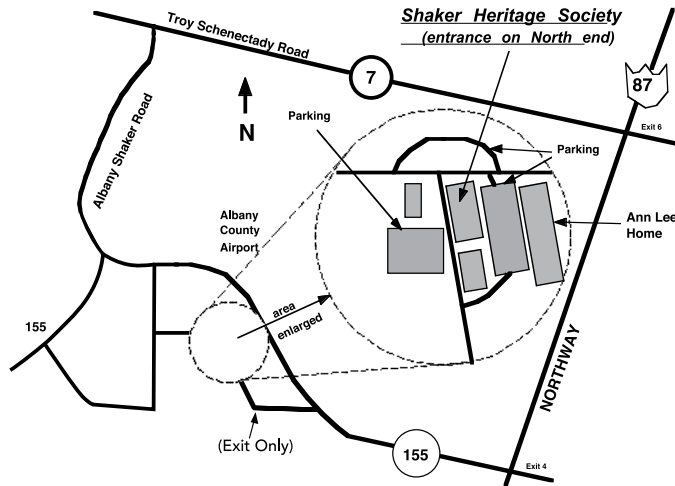 Shaker Heritage Society
(entrance on North end)
Troy Schenectady Road
7
87
Exit 6
N
Parking
Parking
Albany Shaker Road
Albany
County
Airport
Ann Lee
Home
area
enlarged
155
NORTHWAY
(Exit Only)
155
Exit 4